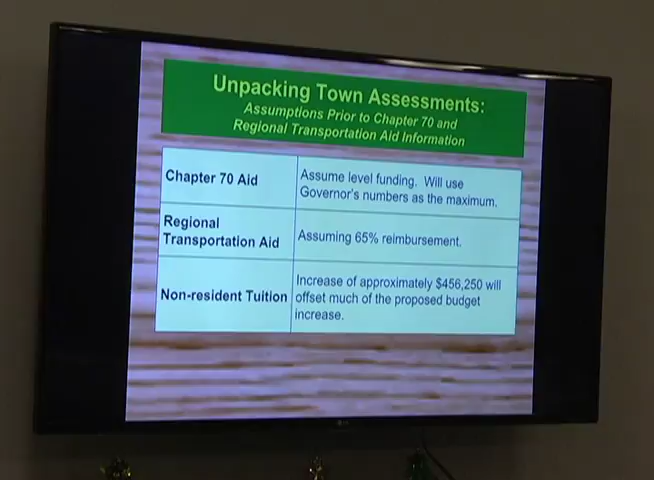 Unpacking Town Assessments:
Assumptions Prior to Chapter 70 and
Regional Transportation Aid Information
Chapter 70 Aid
Assume level funding. Will use
Governor's numbers as the maximum.
Regional
Transportation Aid
Assuming 65% reimbursement.
Non-resident Tuition
Increase of approximately $456,250 will
offset much of the proposed budget
increase.